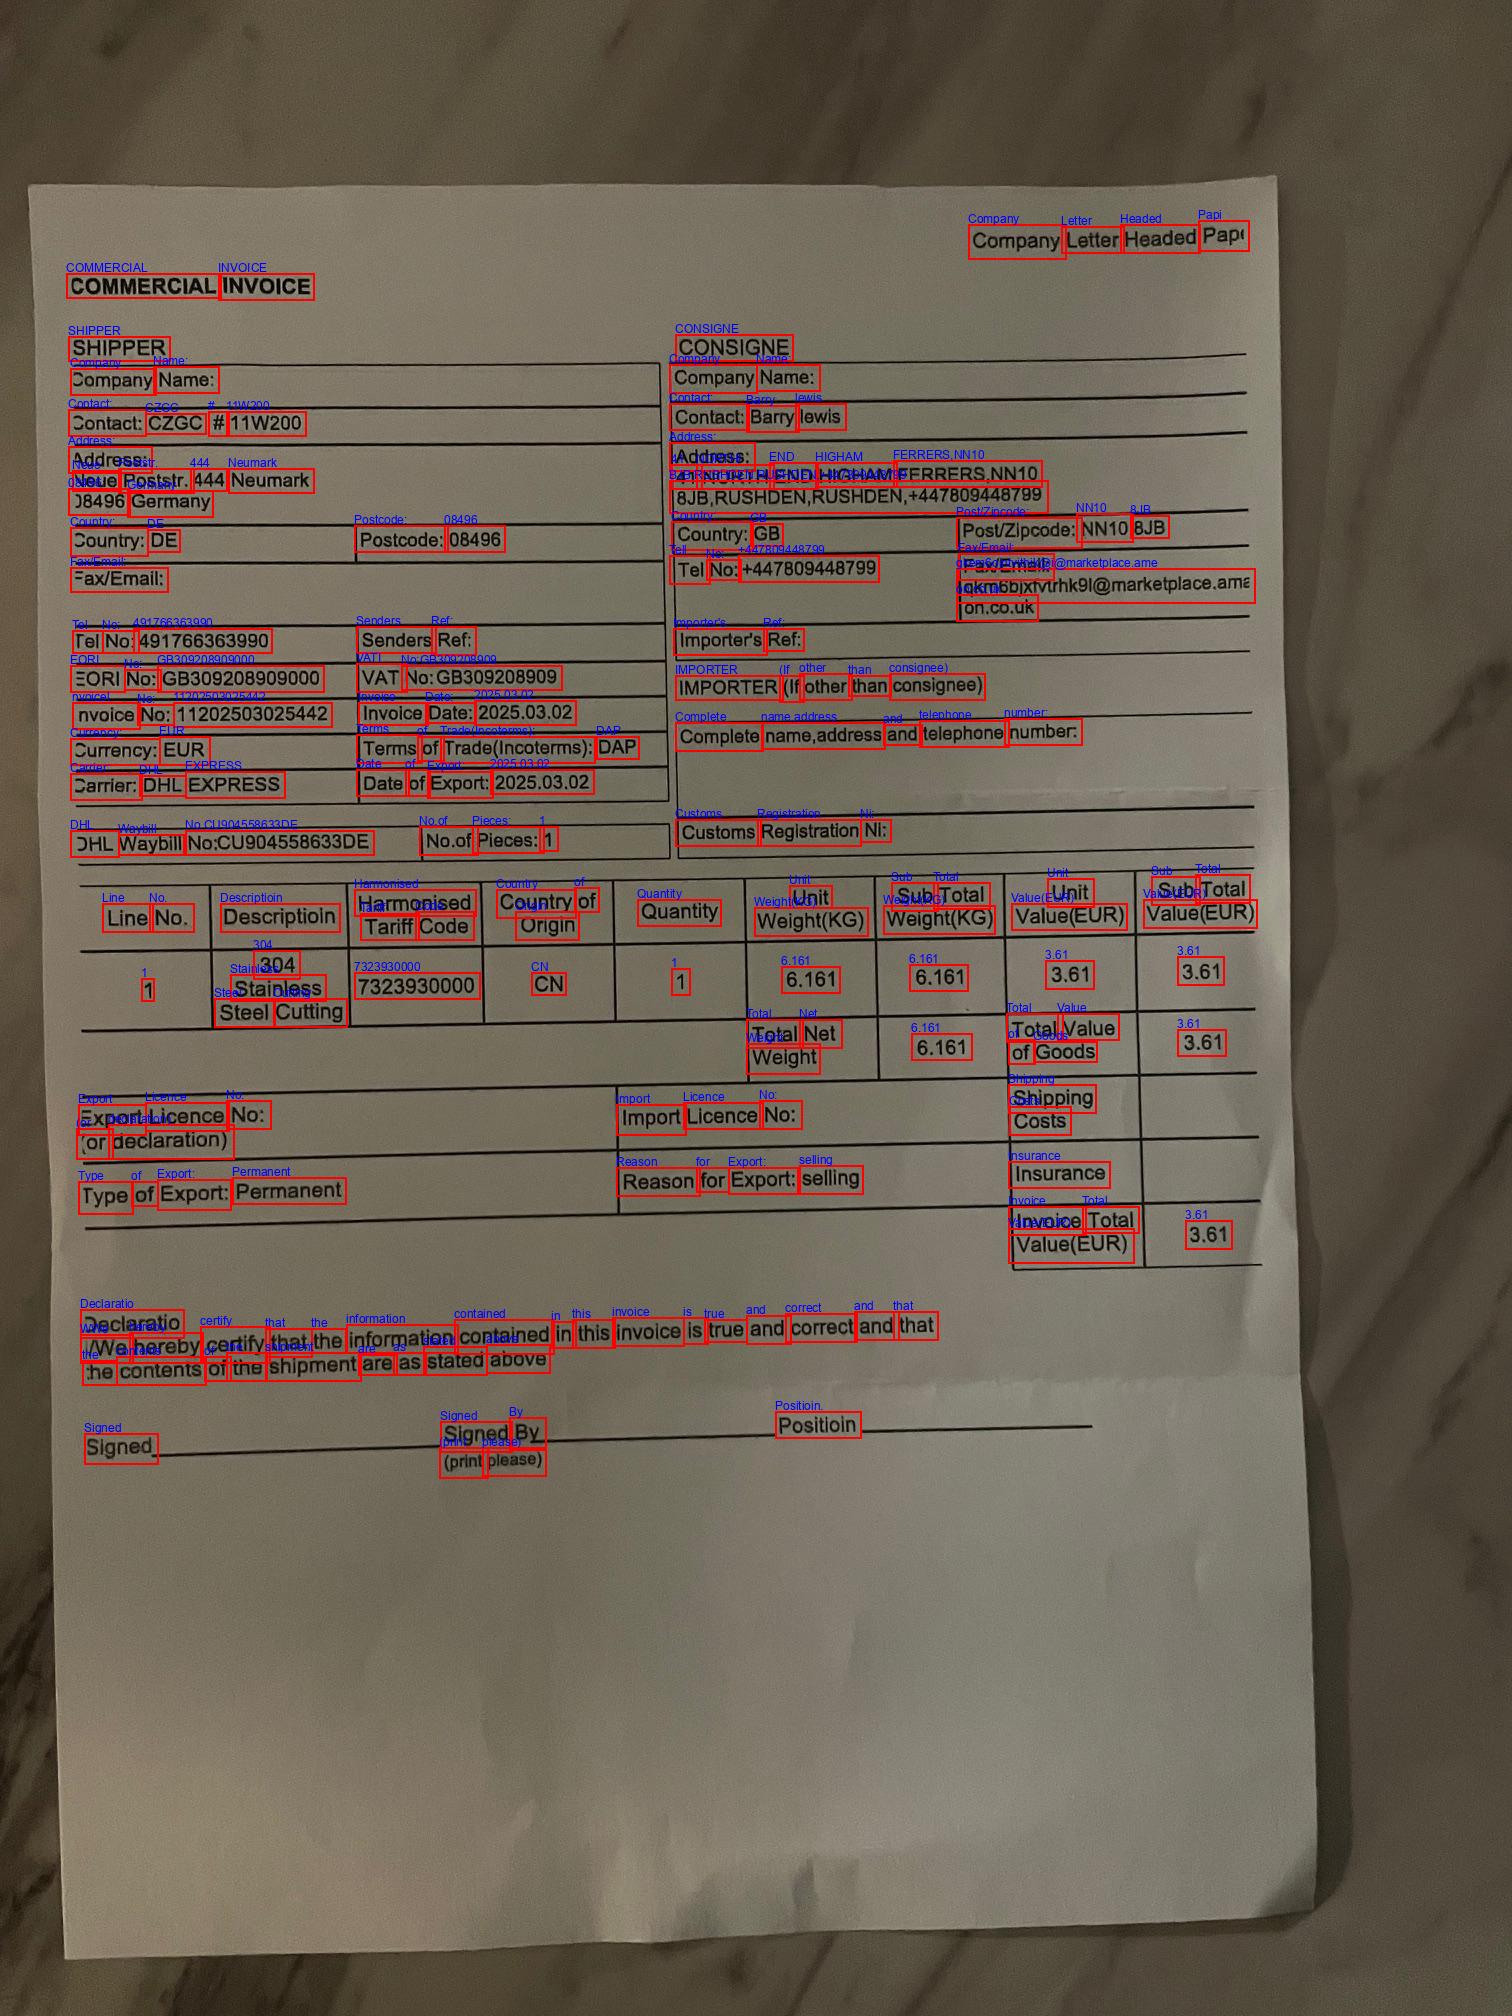 Company Letter Headed
COMMERCIAL INVOICE
SHIPPER
Company Name:
Contact: CZGC # 11W200
Address:
Poststr. 444 Neumark
08496 Germany
Country: DE Postcode: 08496
Fax/Email:
Tel No: 491766363990 Senders Ref:
EORI No: GB309208909000 VAT No:GB309208909
Invoice No: 11202503025442 Invoice Date: 2025.03.02
Currency: EUR Terms of Trade(Incoterms): DAP
Carrier: DHL EXPRESS Date of Export: 2025.03.02
DHL Waybill No:CU904558633DE No.of Pieces: 1
CONSIGNE
Company Name:
Contact: Barry lewis
Address:
NORTH END HIGHAM FERRERS,NN10
8JB,RUSHDEN,RUSHDEN,+447809448799
Country: GB Post/Zipcode: NN10 8JB
Tel No: +447809448799 Fax/Email:
on.co.uk
Importer's Ref:
IMPORTER (If other than consignee)
Complete name,address and telephone number:
Customs Registration Ni:
Line No. Descriptioin Harmonised Tariff Code Country of Origin Quantity Unit Weight(KG) Sub Total Weight(KG) Unit Value(EUR) Sub Total Value(EUR)
1 304 Stainless Steel Cutting 7323930000 CN 1 6.161 6.161 3.61 3.61
Total Net Weight 6.161 Total Value of Goods 3.61
Export Licence No: (or declaration) Import Licence No: Shipping Costs
Type of Export: Permanent Reason for Export: selling Insurance
Invoice Total Value(EUR) 3.61
Declaratio
I/We hereby certify that the information contained in this invoice is true and correct and that
the contents of the shipment are as stated above
Signed Signed By Positioin
(print please)